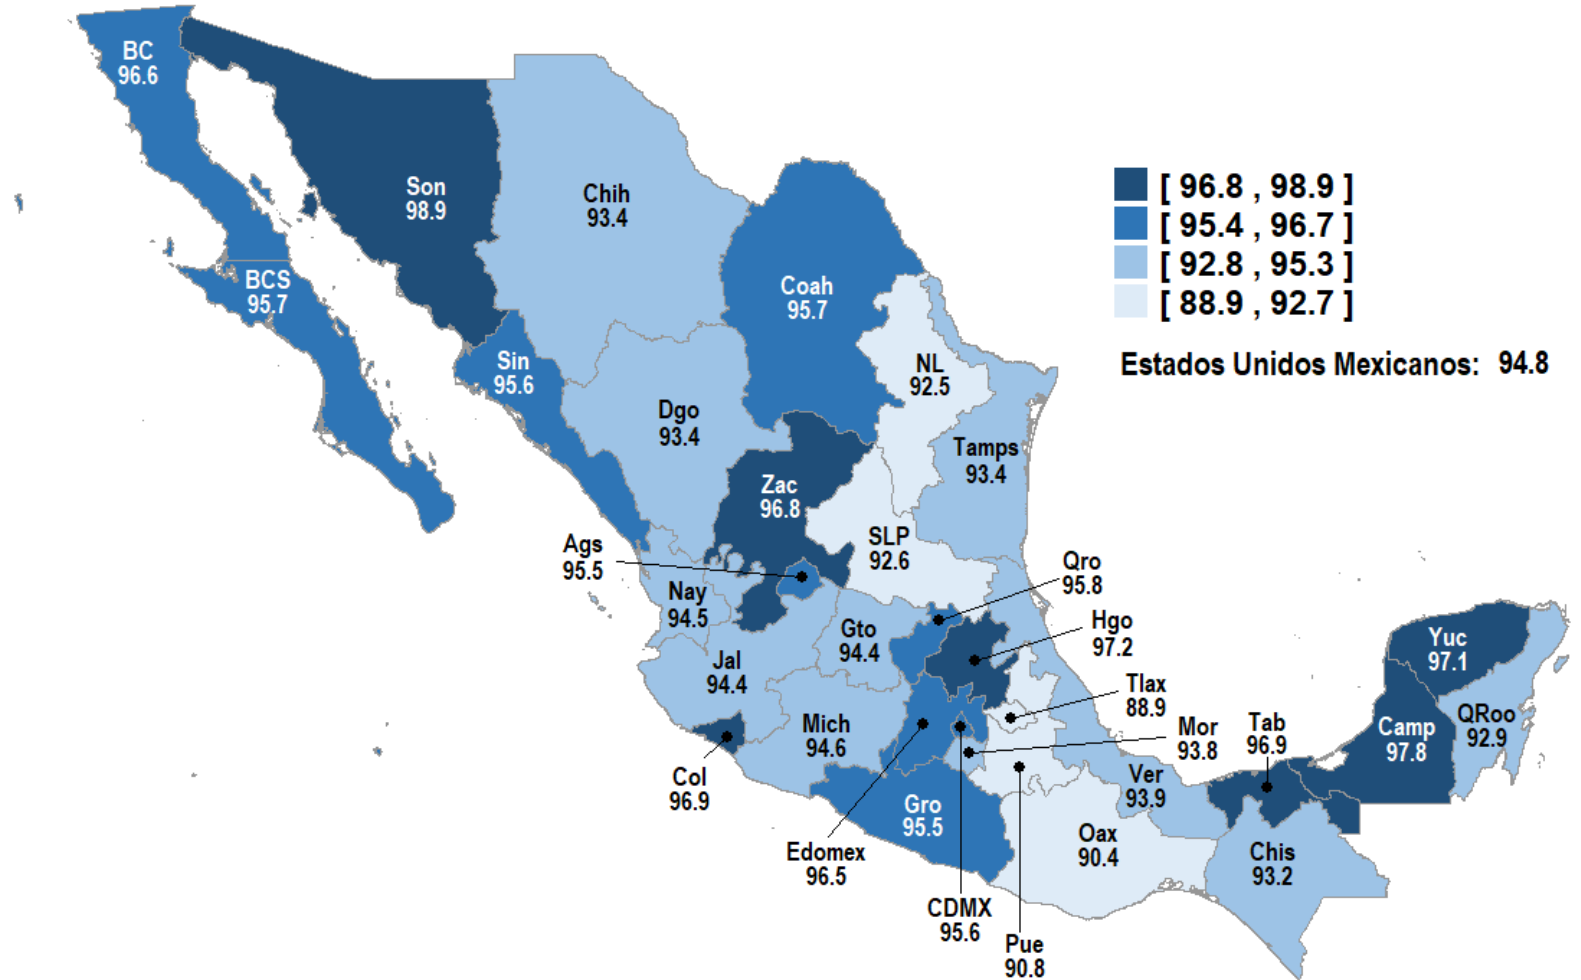 BC
96.6
Son
98.9
Chih
93.4
[ 96.8 , 98.9 ]
[ 95.4 , 96.7 ]
[ 92.8 , 95.3 ]
[ 88.9 , 92.7 ]
Estados Unidos Mexicanos: 94.8
BCS
95.7
Coah
95.7
Sin
95.6
NL
92.5
Dgo
93.4
Tamps
93.4
Zac
96.8
SLP
92.6
Ags
95.5
Qro
95.8
Nay
94.5
Gto
94.4
Hgo
97.2
Yuc
97.1
Jal
94.4
Tlax
88.9
Mich
94.6
Mor
93.8
Tab
96.9
Camp
97.8
QRoo
92.9
Col
96.9
Ver
93.9
Gro
95.5
Edomex
96.5
Oax
90.4
Chis
93.2
CDMX
95.6
Pue
90.8